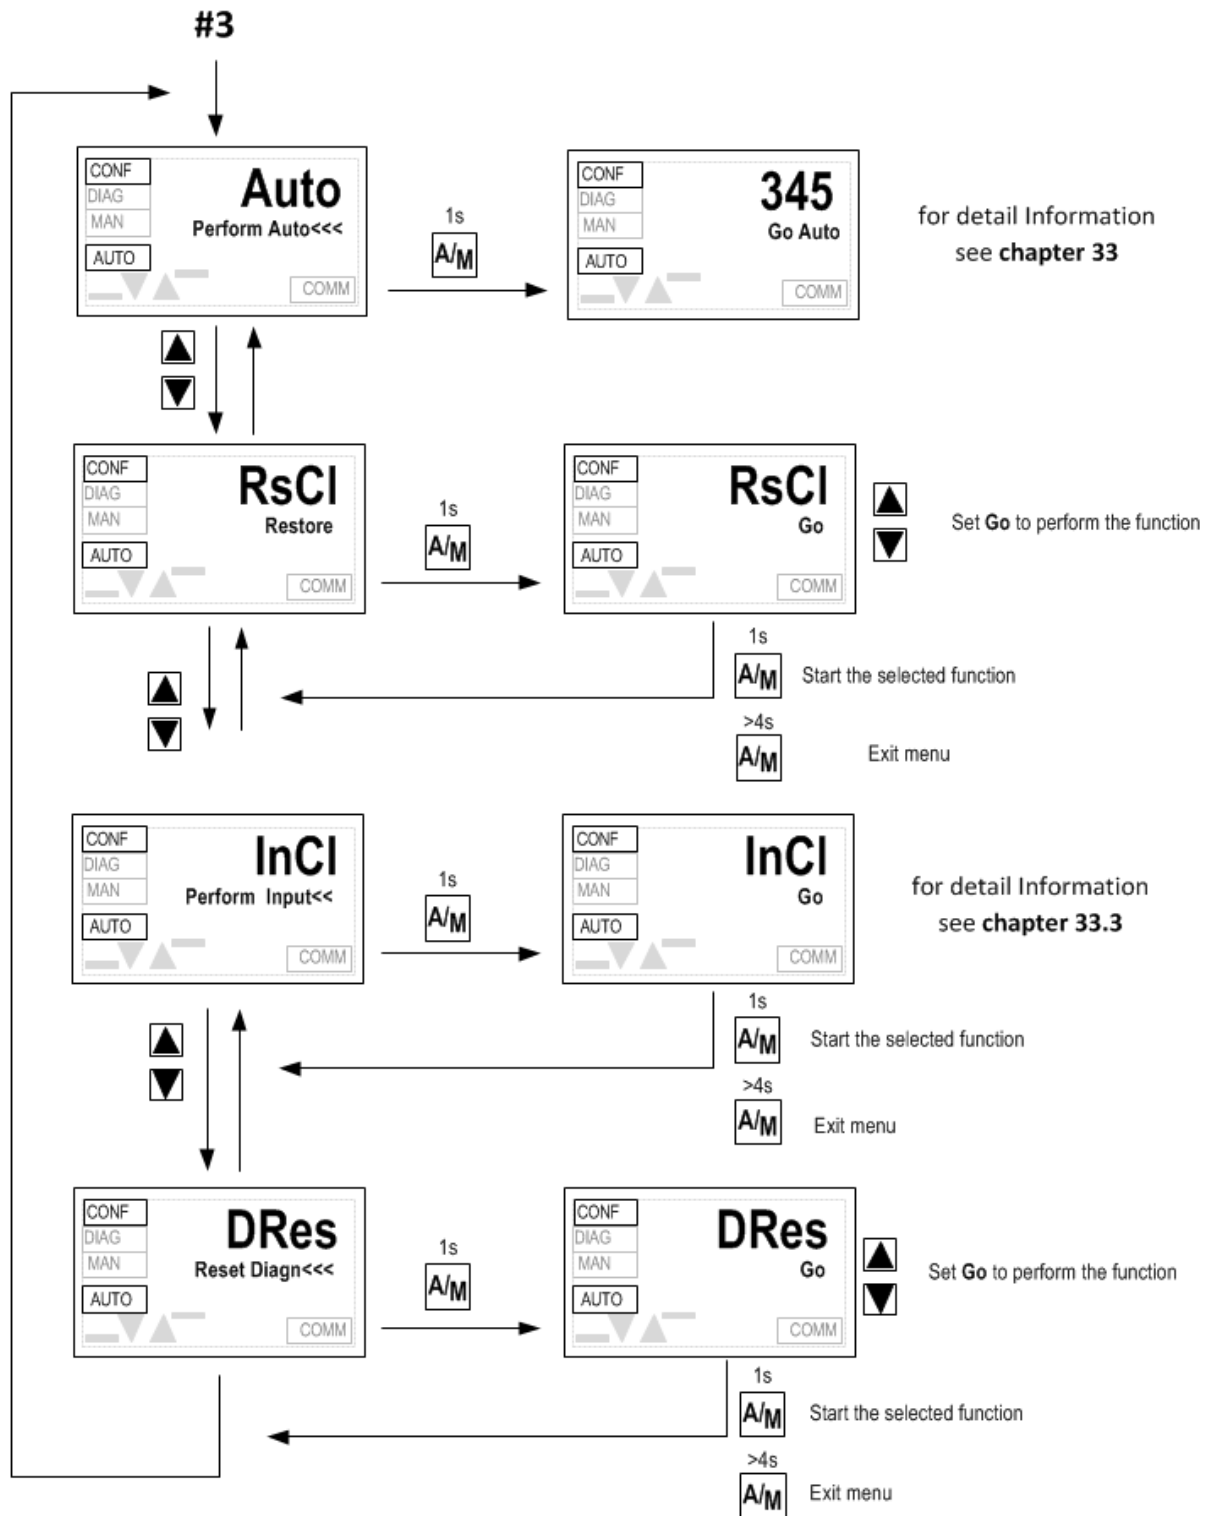 #3
CONF
DIAG
MAN
AUTO
Auto
Perform Auto<<<
COMM
1s
A/M
CONF
DIAG
MAN
AUTO
345
Go Auto
COMM
for detail Information
see chapter 33
CONF
DIAG
MAN
AUTO
RsCl
Restore
COMM
1s
A/M
CONF
DIAG
MAN
AUTO
RsCl
Go
COMM
Set Go to perform the function
1s
A/M Start the selected function
>4s
A/M Exit menu
CONF
DIAG
MAN
AUTO
InCl
Perform Input<<
COMM
1s
A/M
CONF
DIAG
MAN
AUTO
InCl
Go
COMM
for detail Information
see chapter 33.3
1s
A/M Start the selected function
>4s
A/M Exit menu
CONF
DIAG
MAN
AUTO
DRes
Reset Diagn<<<
COMM
1s
A/M
CONF
DIAG
MAN
AUTO
DRes
Go
COMM
Set Go to perform the function
1s
A/M Start the selected function
>4s
A/M Exit menu